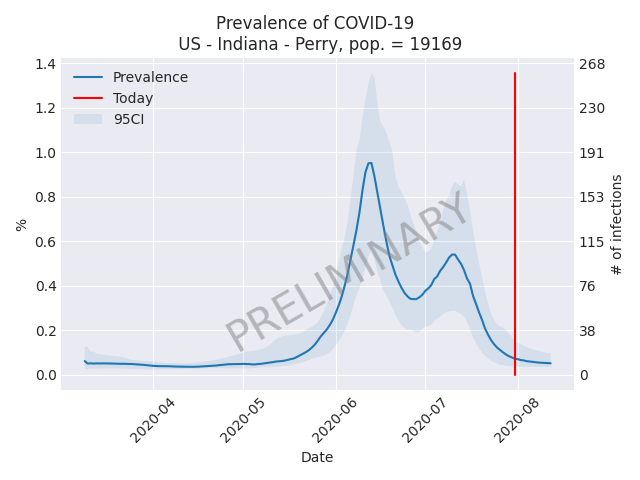 Prevalence of COVID-19
US - Indiana - Perry, pop. = 19169
Prevalence
Today
95CI
PRELIMINARY
1.4
1.2
1.0
0.8
0.6
0.4
0.2
0.0
%
268
230
191
153
115
76
38
0
# of infections
2020-04
2020-05
2020-06
2020-07
2020-08
Date